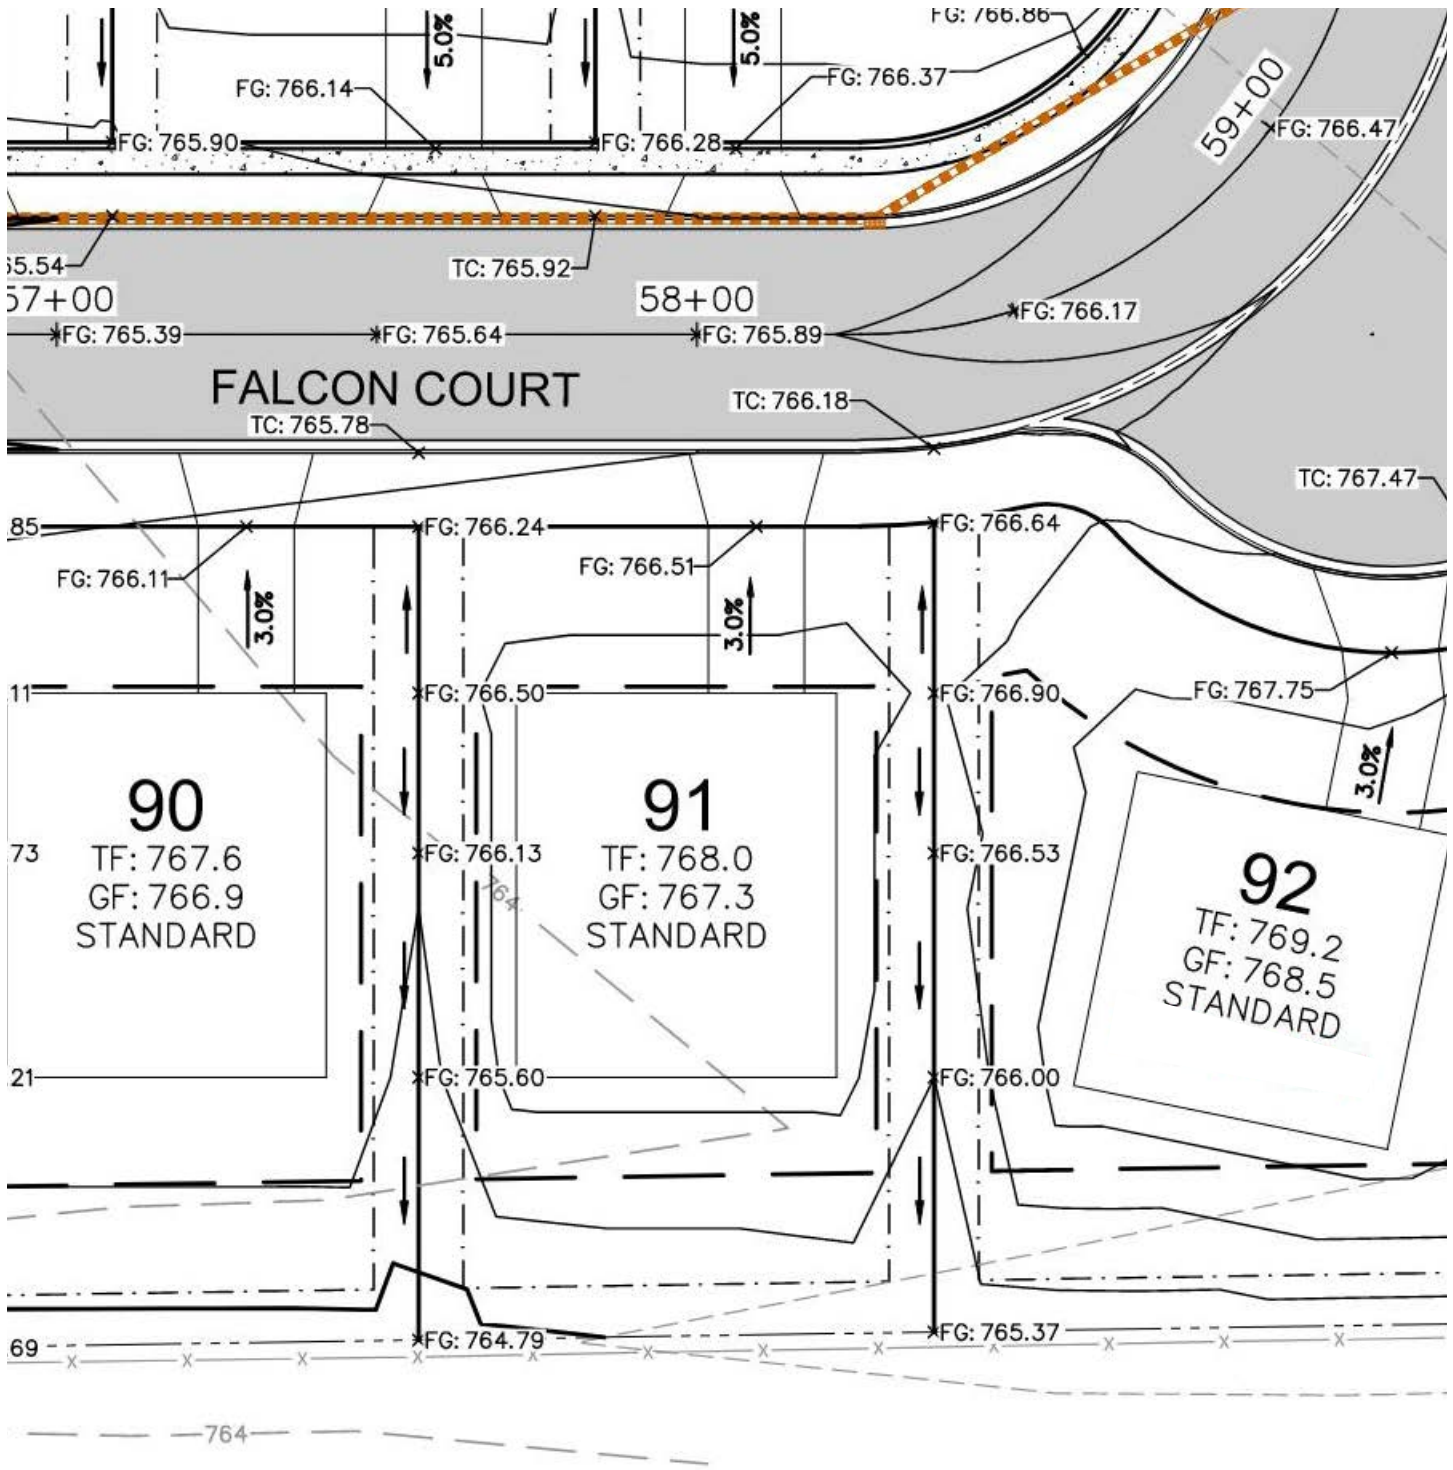 5.0%
5.0%
FG: 766.86
FG: 766.14
FG: 766.37
59+00
FG: 766.47
FG: 765.90
FG: 766.28
65.54
TC: 765.92
57+00
58+00
FG: 766.17
FG: 765.39
FG: 765.64
FG: 765.89
FALCON COURT
TC: 766.18
TC: 765.78
TC: 767.47
85
FG: 766.24
FG: 766.64
FG: 766.11
FG: 766.51
3.0%
3.0%
11
FG: 766.50
FG: 766.90
FG: 767.75
3.0%
90
TF: 767.6
GF: 766.9
STANDARD
91
TF: 768.0
GF: 767.3
STANDARD
92
TF: 769.2
GF: 768.5
STANDARD
73
FG: 766.13
FG: 766.53
764
21
FG: 765.60
FG: 766.00
69
FG: 764.79
FG: 765.37
764